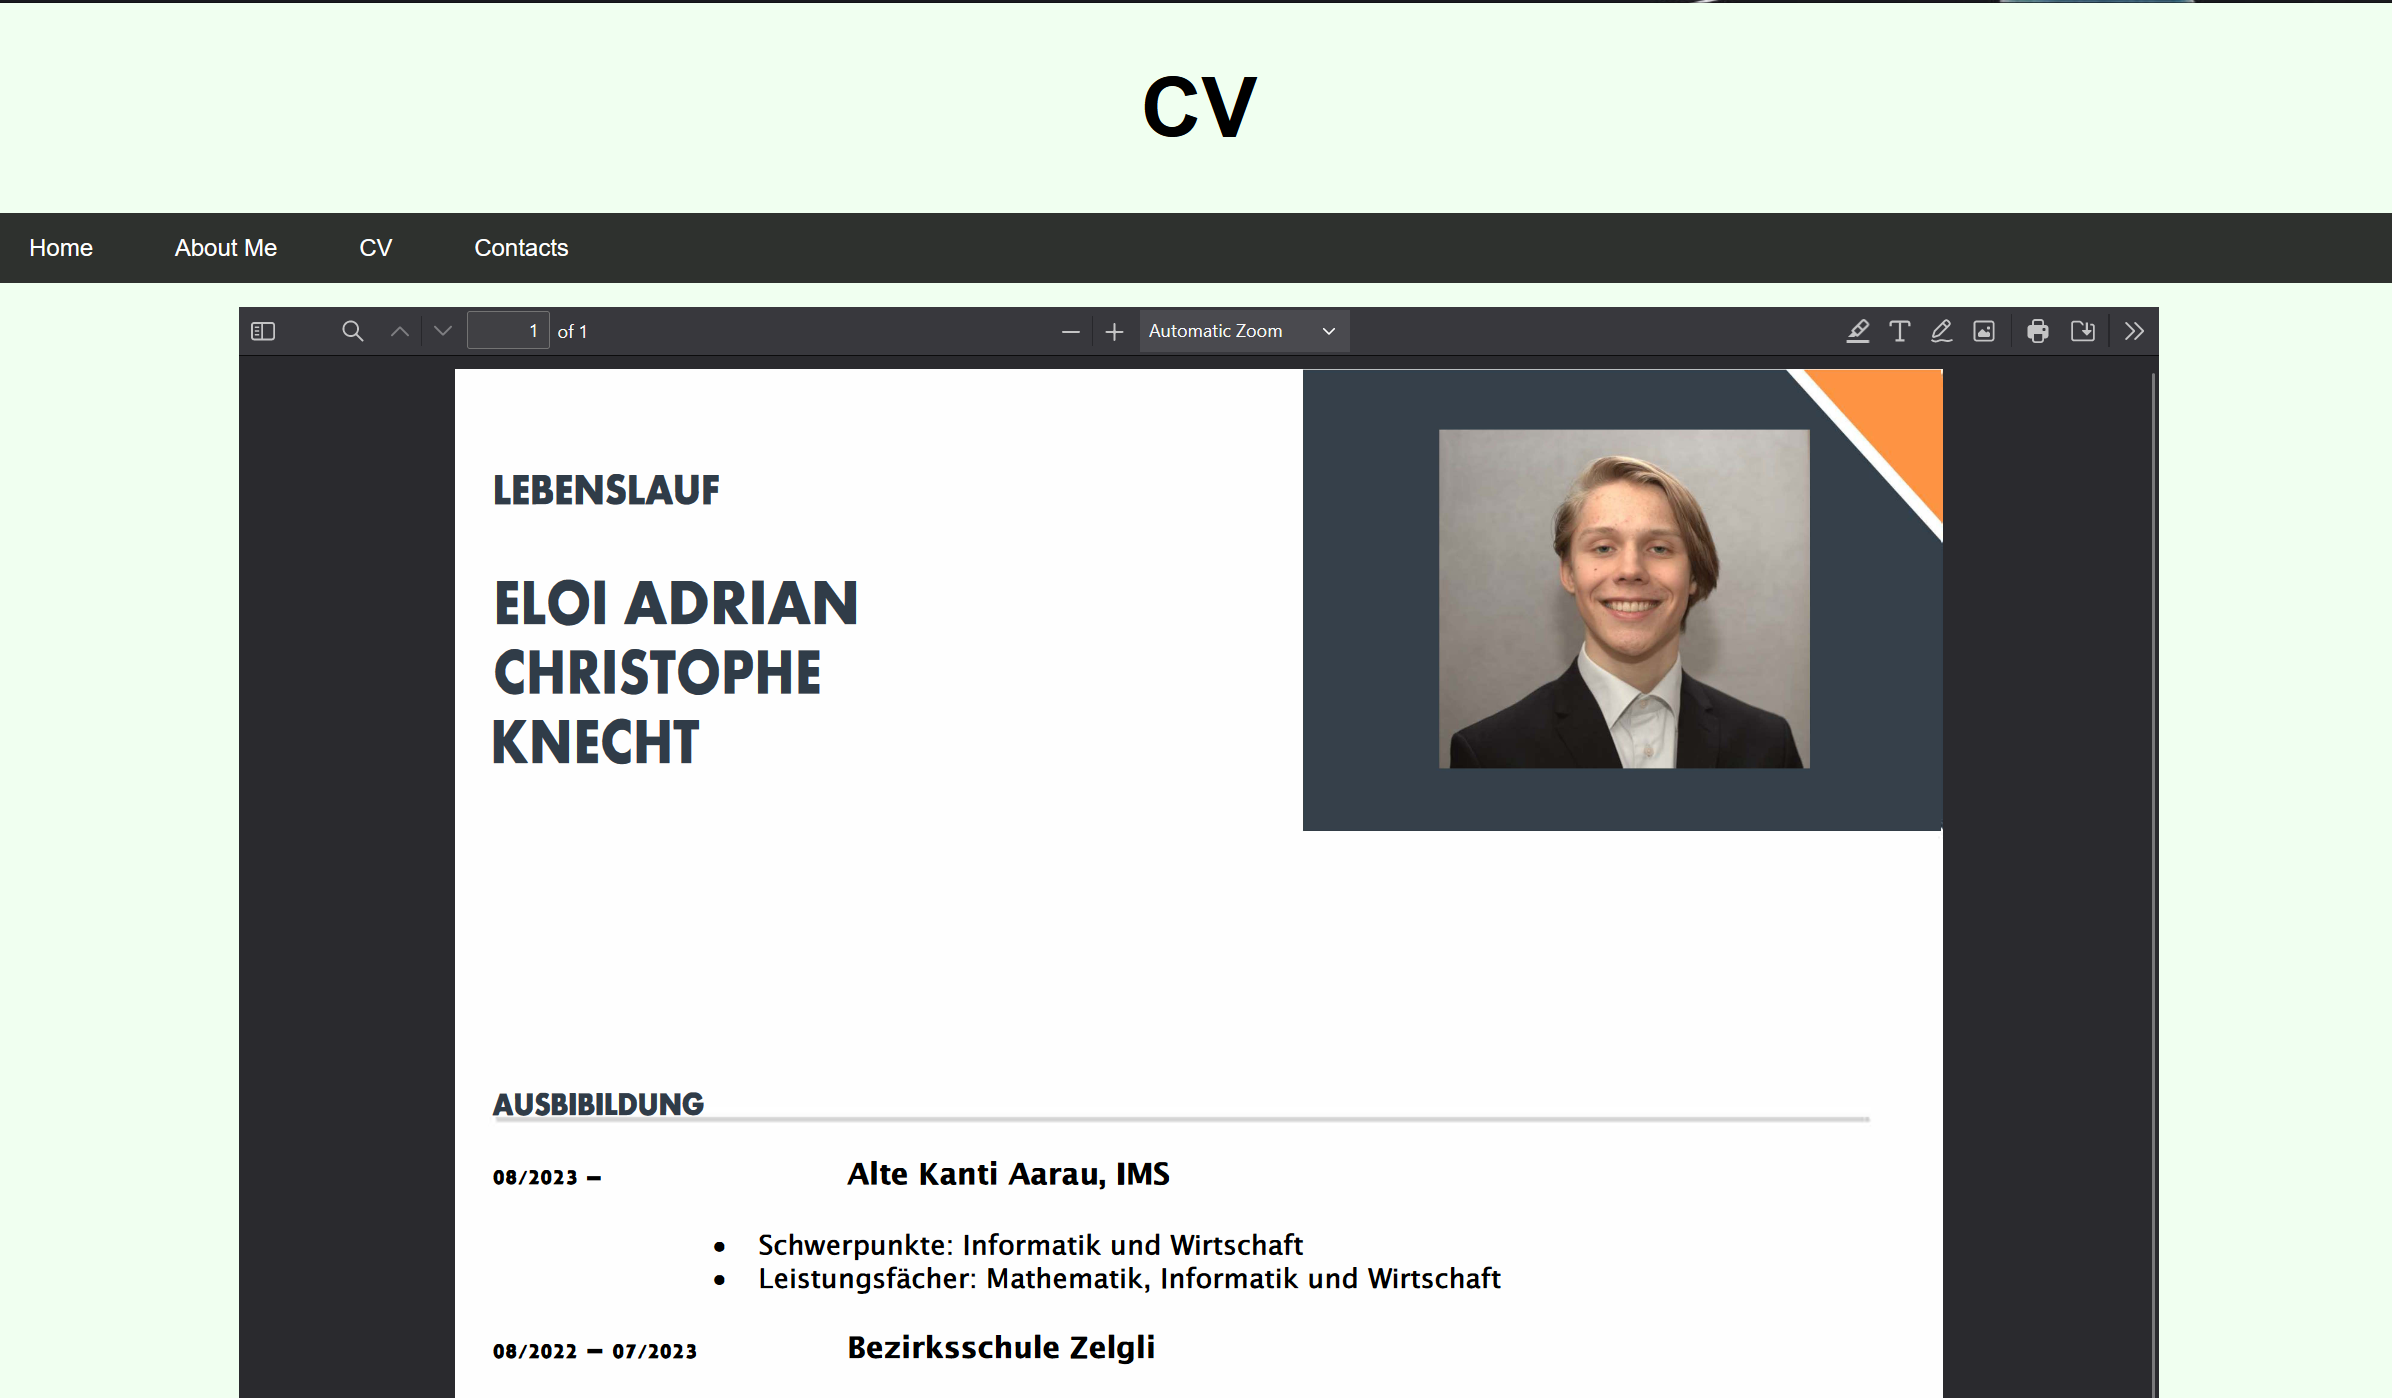 CV
Home About Me CV Contacts
1 of 1 Automatic Zoom
LEBENSLAUF
ELOI ADRIAN
CHRISTOPHE
KNECHT
AUSBIBILDUNG
08/2023 – Alte Kanti Aarau, IMS
• Schwerpunkte: Informatik und Wirtschaft
• Leistungsfächer: Mathematik, Informatik und Wirtschaft
08/2022 – 07/2023 Bezirksschule Zelgli